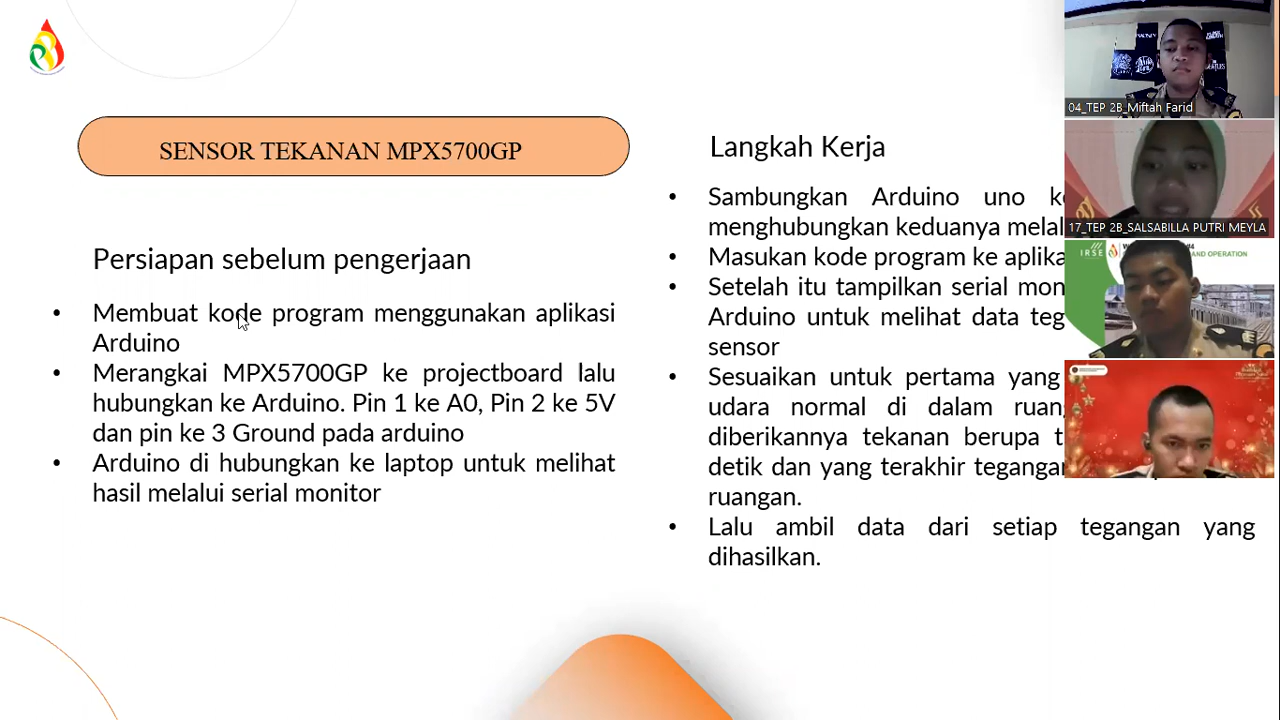 SENSOR TEKANAN MPX5700GP
Persiapan sebelum pengerjaan
• Membuat kode program menggunakan aplikasi
Arduino
• Merangkai MPX5700GP ke projectboard lalu
hubungkan ke Arduino. Pin 1 ke A0, Pin 2 ke 5V
dan pin ke 3 Ground pada arduino
• Arduino di hubungkan ke laptop untuk melihat
hasil melalui serial monitor
Langkah Kerja
• Sambungkan Arduino uno
menghubungkan keduanya
• Masukan kode program ke
• Setelah itu tampilkan serial
Arduino untuk melihat data
sensor
• Sesuaikan untuk pertama yang
udara normal di dalam
diberikannya tekanan berupa
detik dan yang terakhir
ruangan.
• Lalu ambil data dari setiap tegangan yang
dihasilkan.
04_TEP 2B_Miftah Farid
17_TEP 2B_SALSABILLA PUTRI MEYLA
IRSE
AND OPERATION